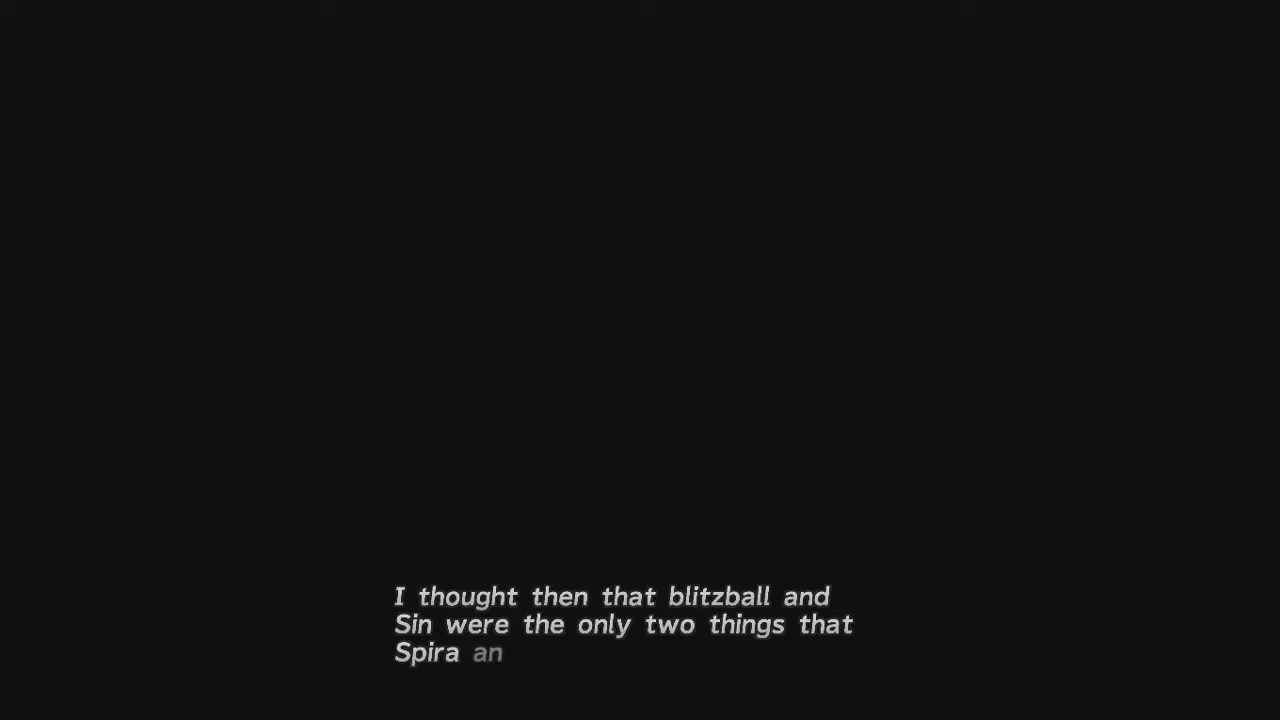 I thought then that blitzball and
Sin were the only two things that
Spira an